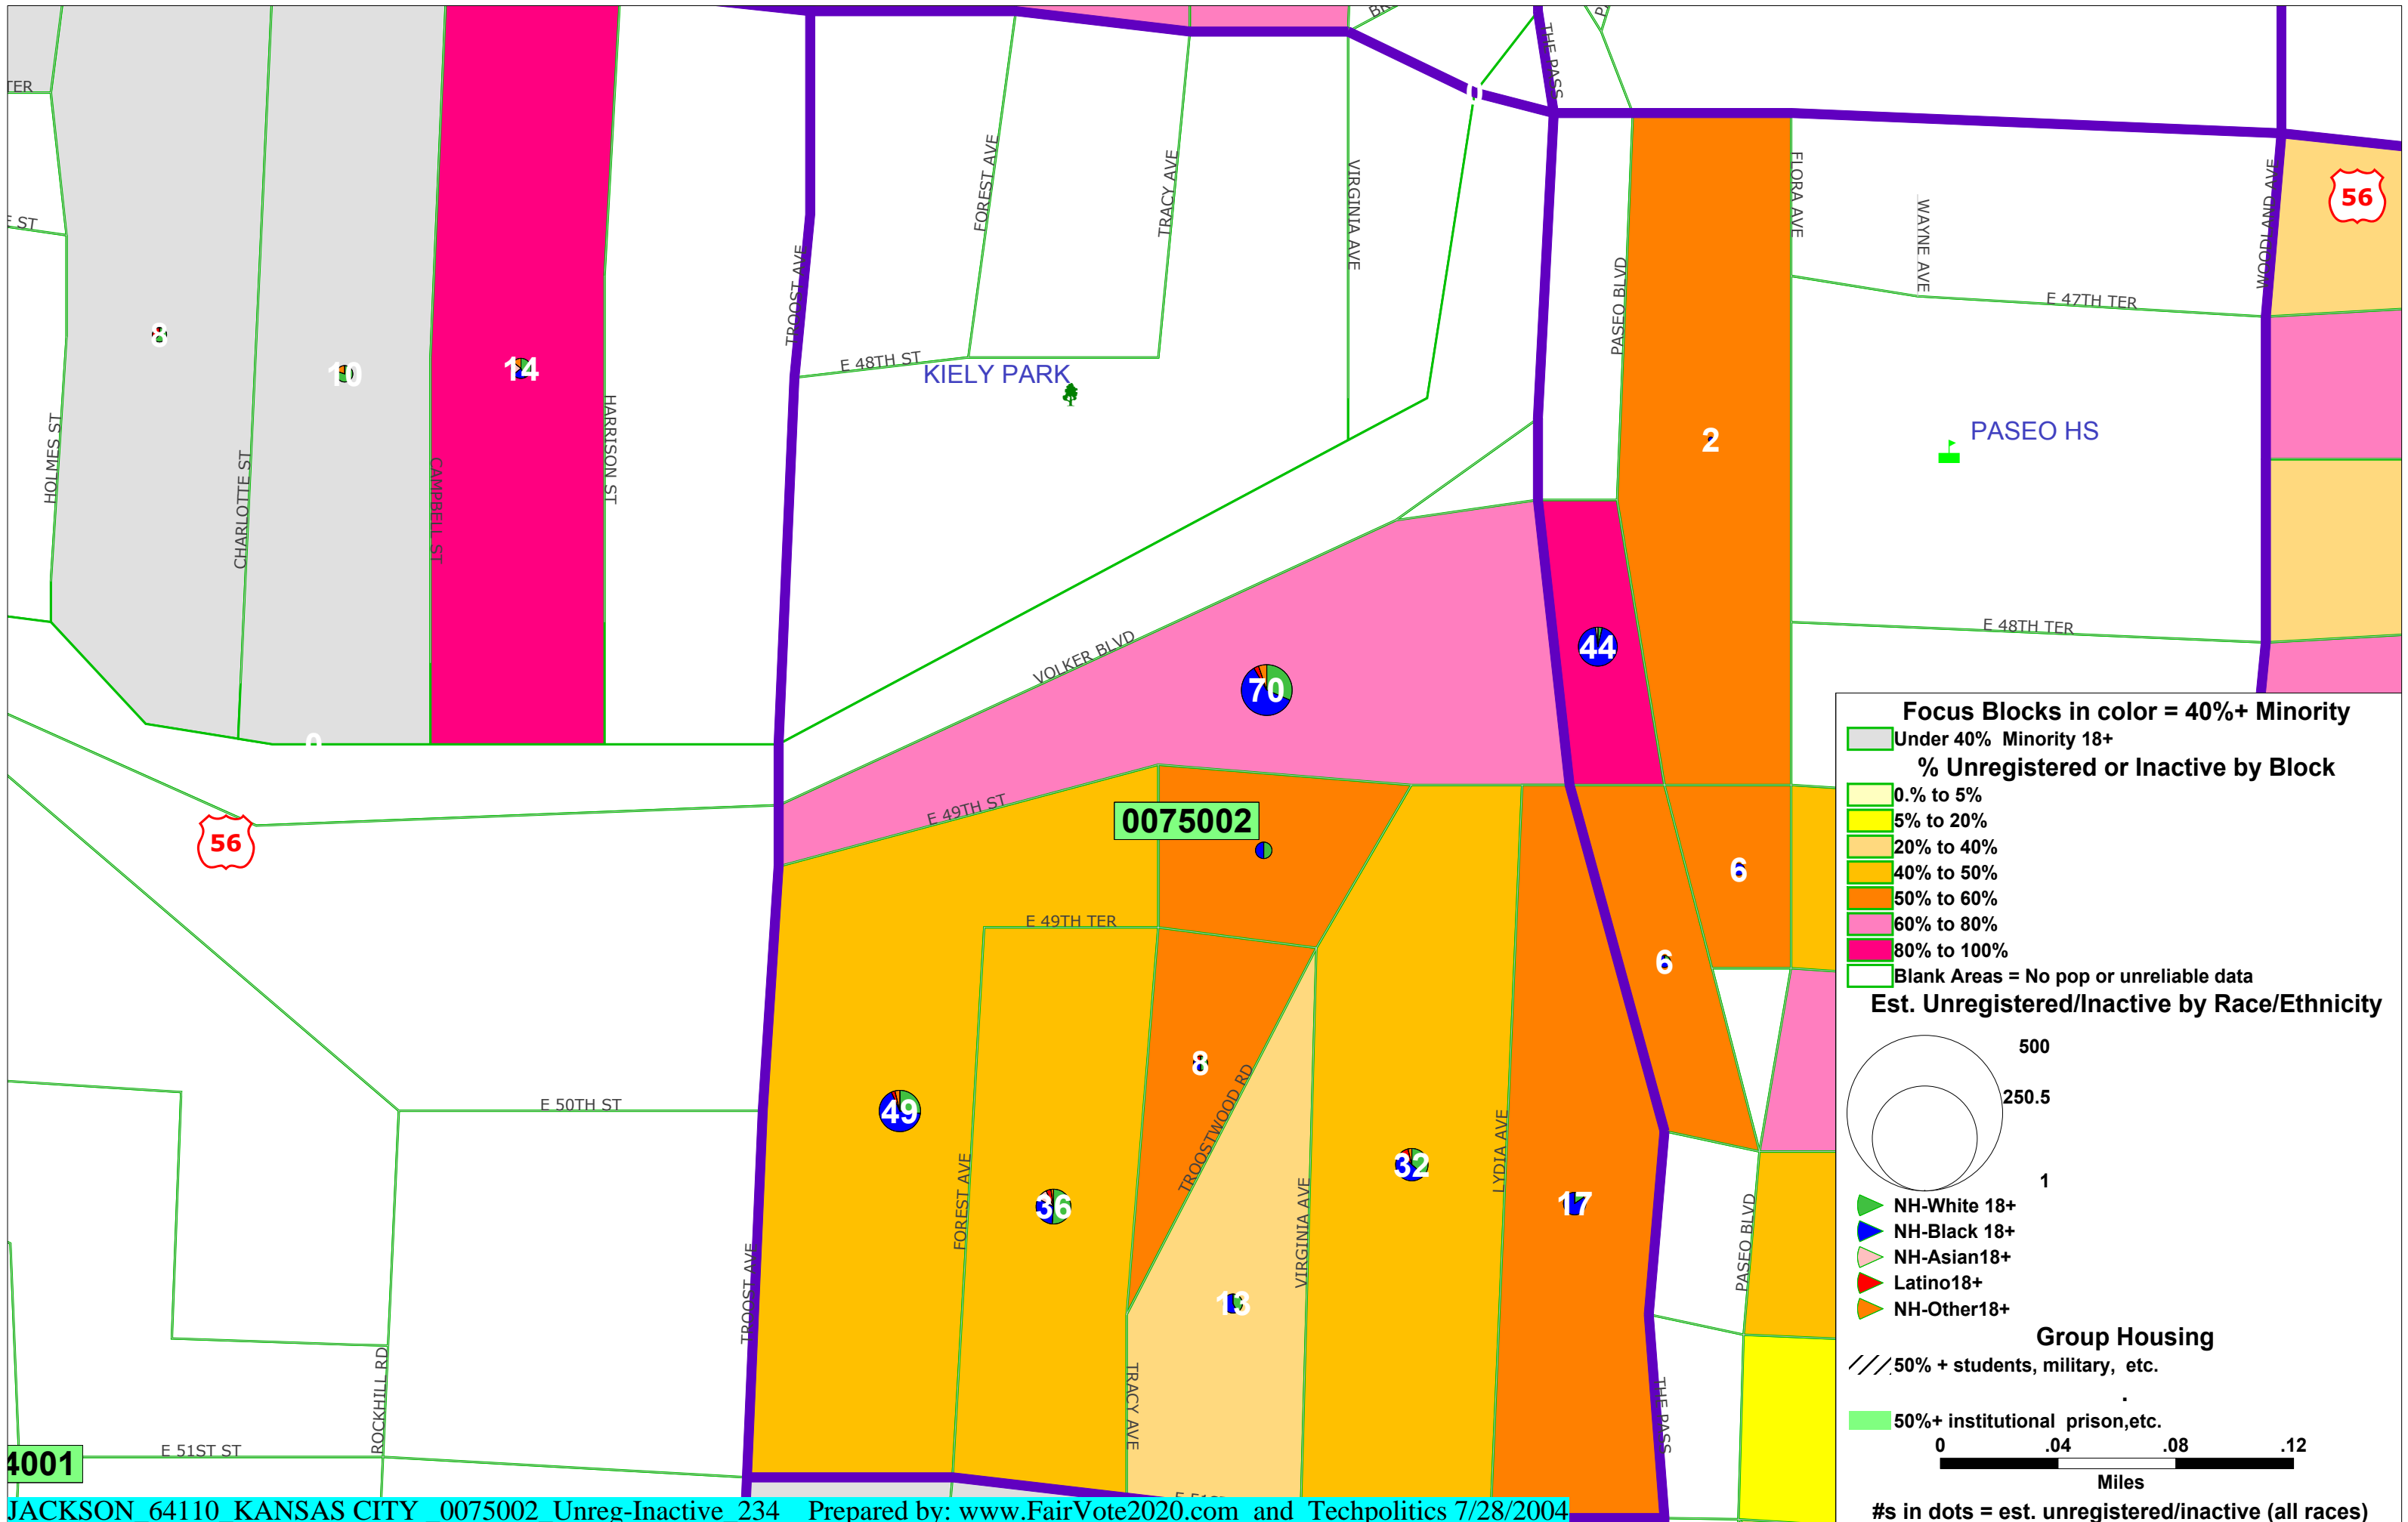 THE PASS
TER
E ST
HOLMES ST
CHARLOTTE ST
CAMPBELL ST
HARRISON ST
TROOST AVE
FOREST AVE
TRACY AVE
VIRGINIA AVE
PASEO BLVD
FLORA AVE
WAYNE AVE
WOODLAND AVE
56
E 47TH TER
E 48TH ST
KIELY PARK
PASEO HS
0
8
10
14
2
44
70
0
E 48TH TER
VOLKER BLVD
E 49TH ST
0075002
56
E 49TH TER
6
6
8
49
36
32
17
13
E 50TH ST
TROOSTWOOD RD
FOREST AVE
LYDIA AVE
VIRGINIA AVE
PASEO BLVD
TROOST AVE
TRACY AVE
ROCKHILL RD
THE PASS
E 51ST ST
4001
Focus Blocks in color = 40%+ Minority
Under 40% Minority 18+
% Unregistered or Inactive by Block
0.% to 5%
5% to 20%
20% to 40%
40% to 50%
50% to 60%
60% to 80%
80% to 100%
Blank Areas = No pop or unreliable data
Est. Unregistered/Inactive by Race/Ethnicity
500
250.5
1
NH-White 18+
NH-Black 18+
NH-Asian18+
Latino18+
NH-Other18+
Group Housing
50% + students, military, etc.
.
50%+ institutional prison,etc.
0 .04 .08 .12
Miles
#s in dots = est. unregistered/inactive (all races)
JACKSON 64110 KANSAS CITY 0075002 Unreg-Inactive 234 Prepared by: www.FairVote2020.com and Techpolitics 7/28/2004